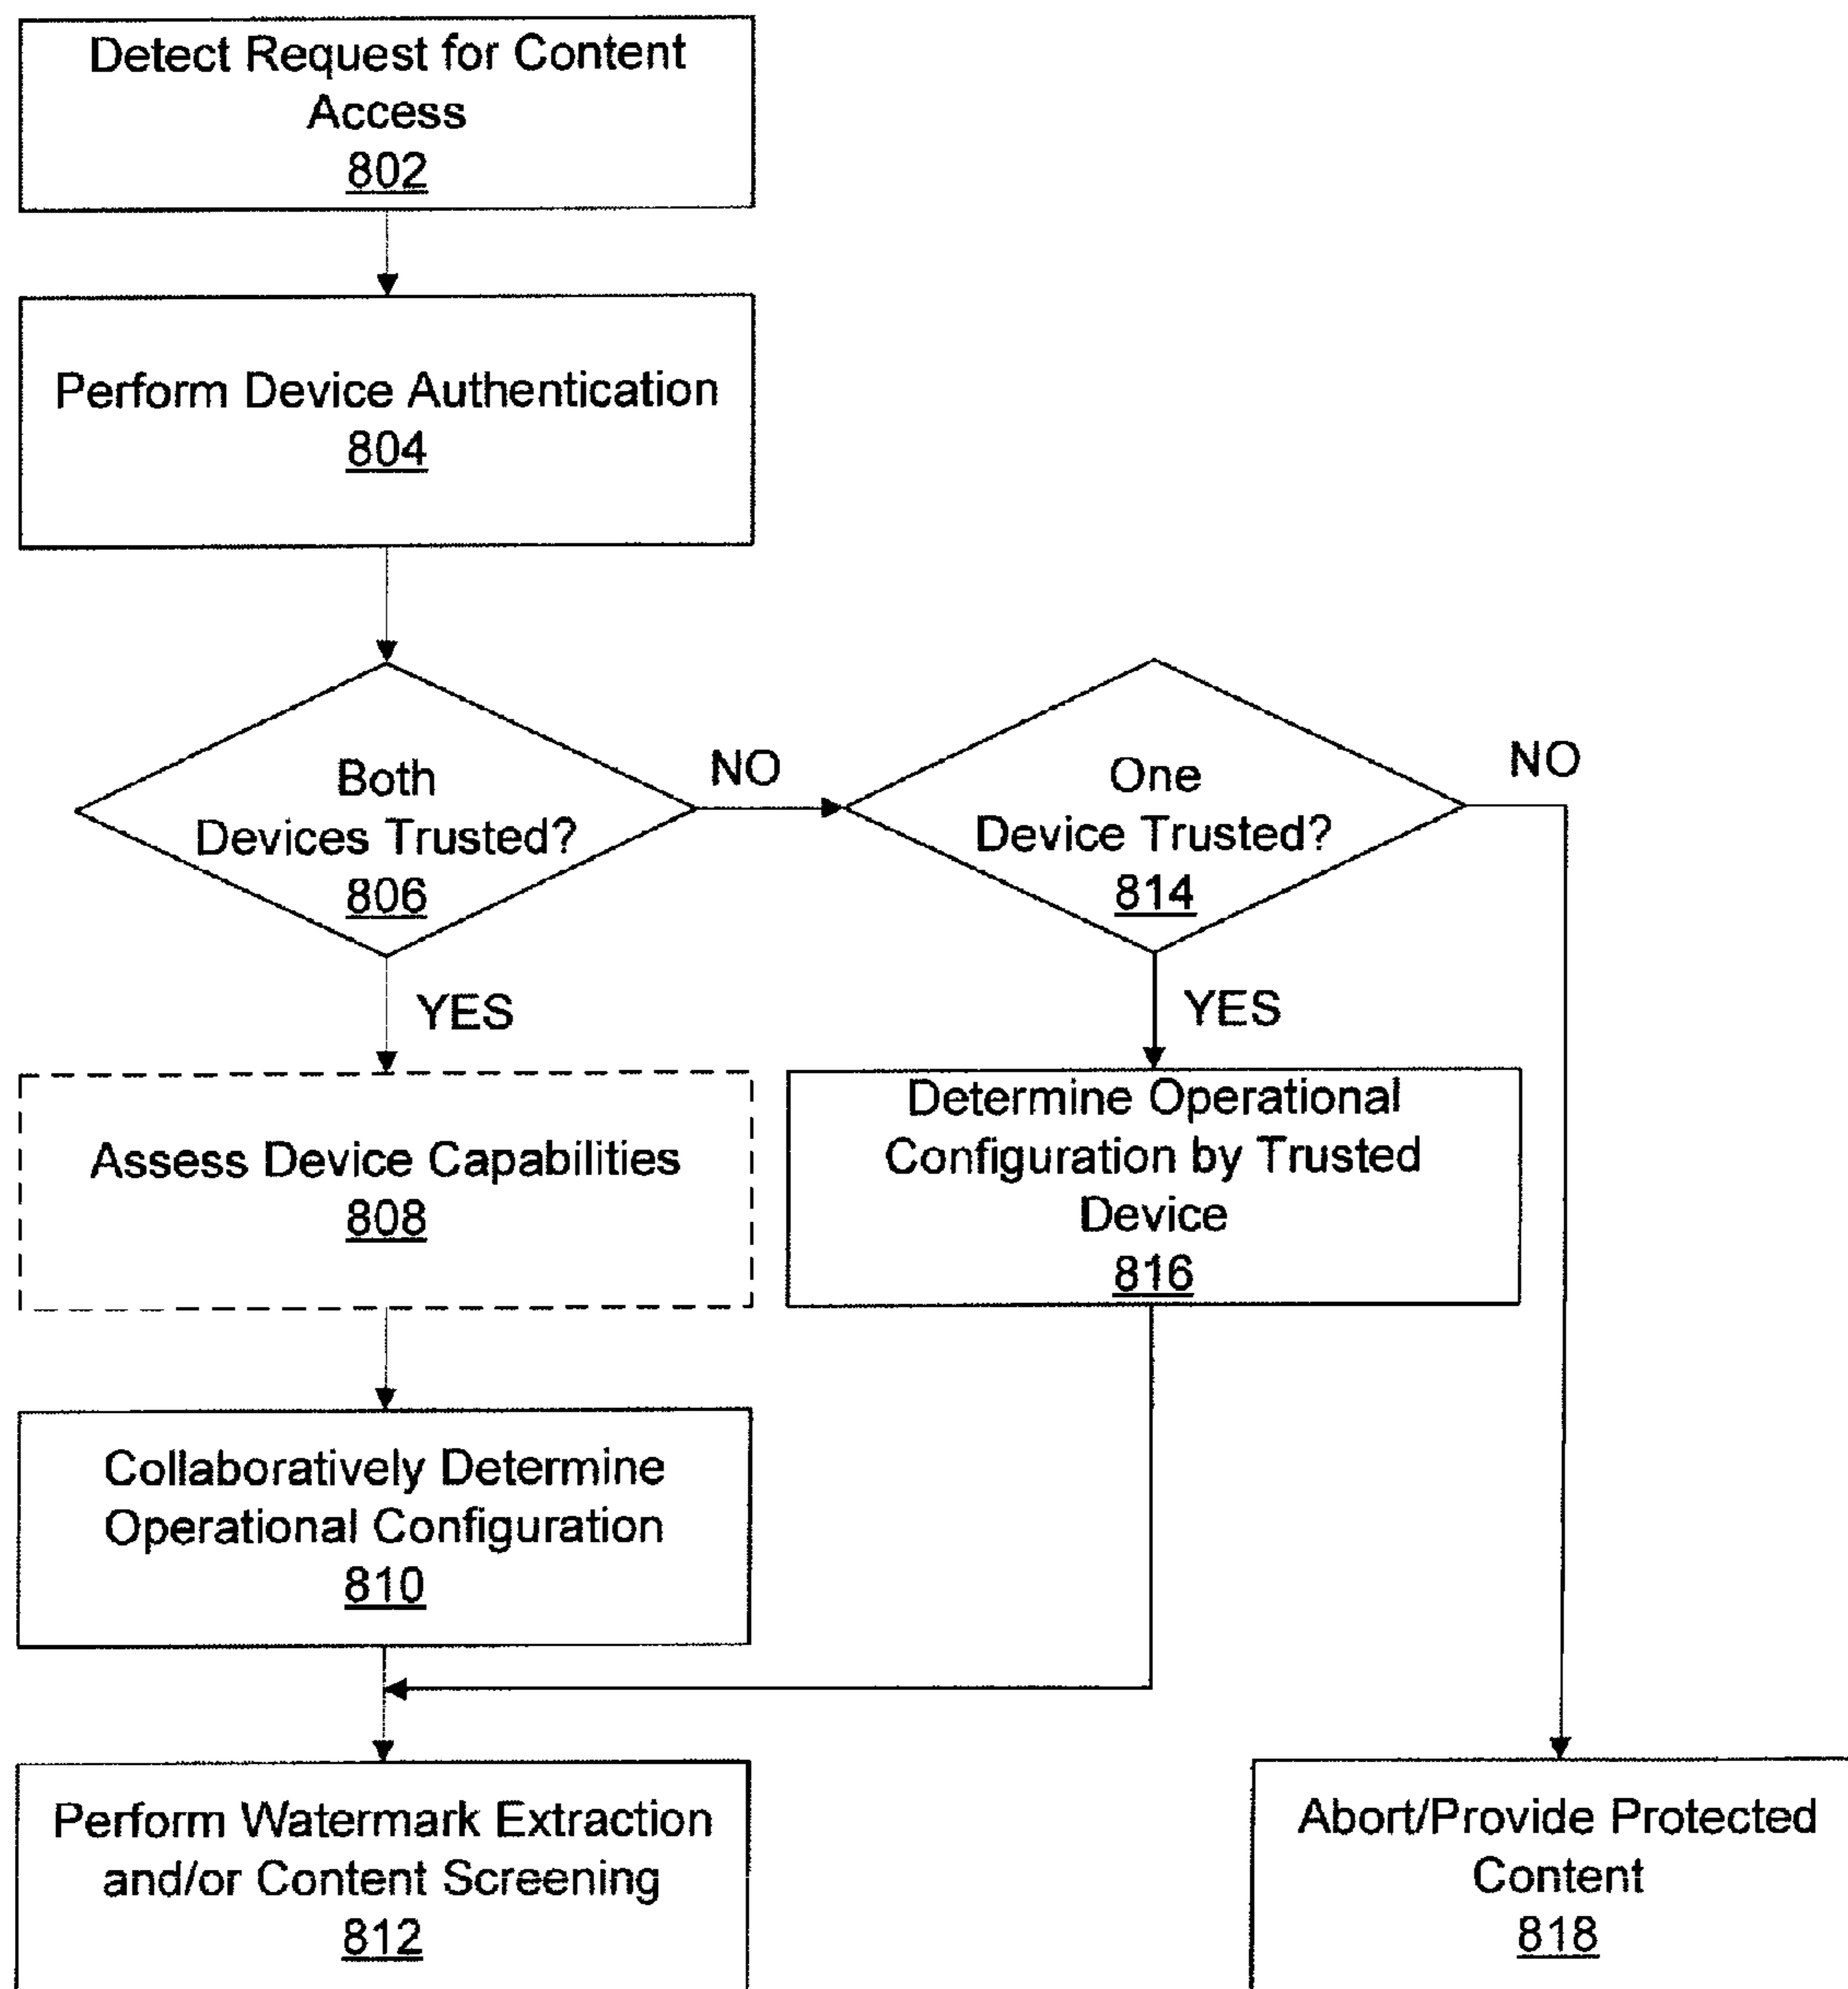 Detect Request for Content
Access
802
Perform Device Authentication
804
Both
Devices Trusted?
806
NO
One
Device Trusted?
814
NO
YES
YES
Assess Device Capabilities
808
Determine Operational
Configuration by Trusted
Device
816
Collaboratively Determine
Operational Configuration
810
Perform Watermark Extraction
and/or Content Screening
812
Abort/Provide Protected
Content
818